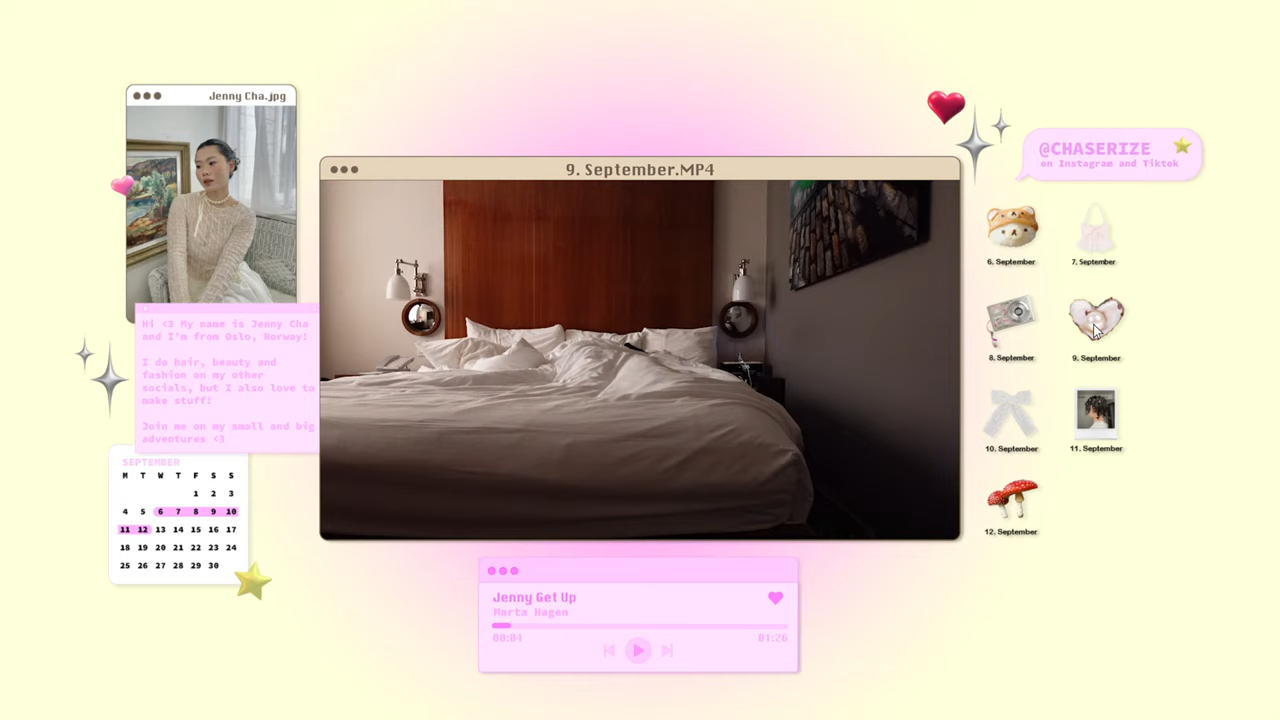 Jenny Cha.jpg
Hi <3 My name is Jenny Cha
and I'm from Oslo, Norway!
I do hair, beauty and
fashion on my other
socials, but I also love to
make stuff!
Join me on my small and big
adventures <3
SEPTEMBER
M T W T F S S
1 2 3
4 5 6 7 8 9 10
11 12 13 14 15 16 17
18 19 20 21 22 23 24
25 26 27 28 29 30
9. September.MP4
Jenny Get Up
Marta Hagen
00:04 01:26
@CHASERIZE
on Instagram and Tiktok
6. September 7. September
8. September 9. September
10. September 11. September
12. September